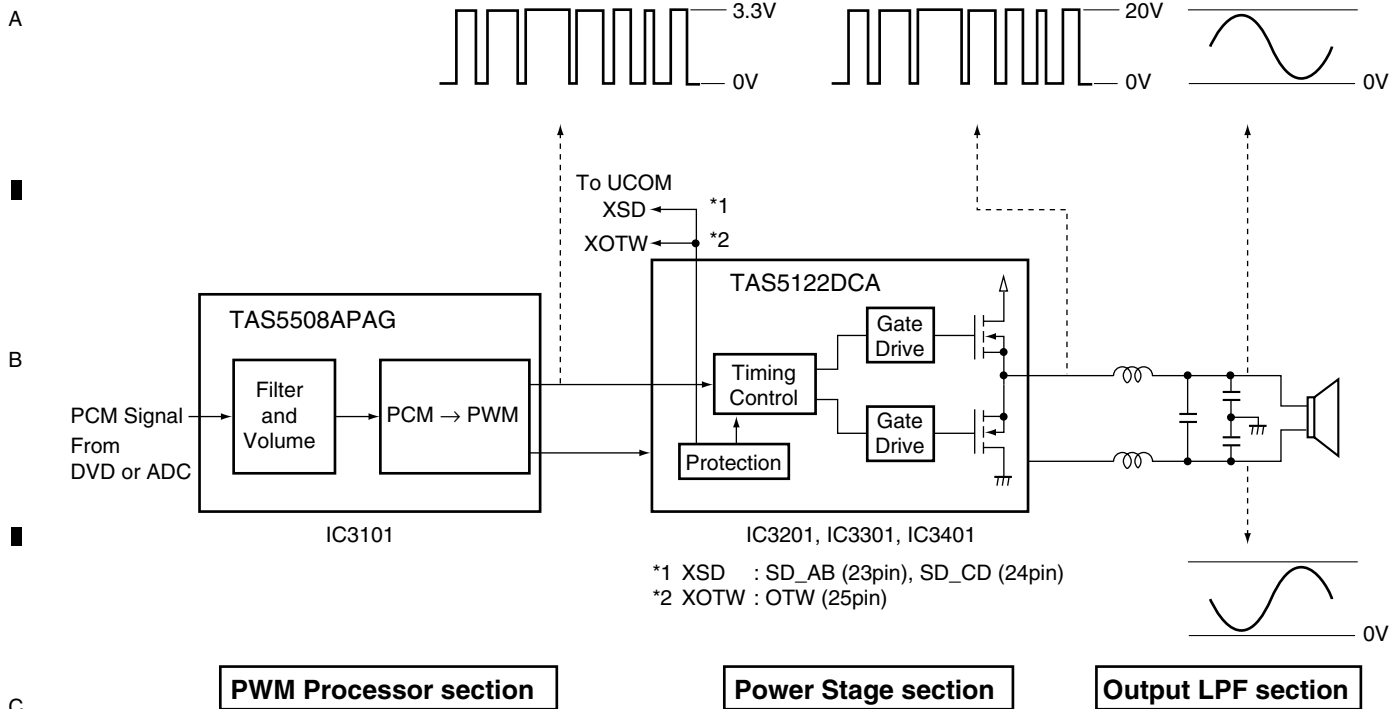 A
3.3V
0V
20V
0V
0V
To UCOM
XSD
*1
XOTW
*2
TAS5508APAG
TAS5122DCA
B
PCM Signal
From
DVD or ADC
Filter
and
Volume
PCM → PWM
Timing
Control
Protection
Gate
Drive
Gate
Drive
IC3101
IC3201, IC3301, IC3401
*1 XSD : SD_AB (23pin), SD_CD (24pin)
*2 XOTW : OTW (25pin)
0V
PWM Processor section
Power Stage section
Output LPF section
C